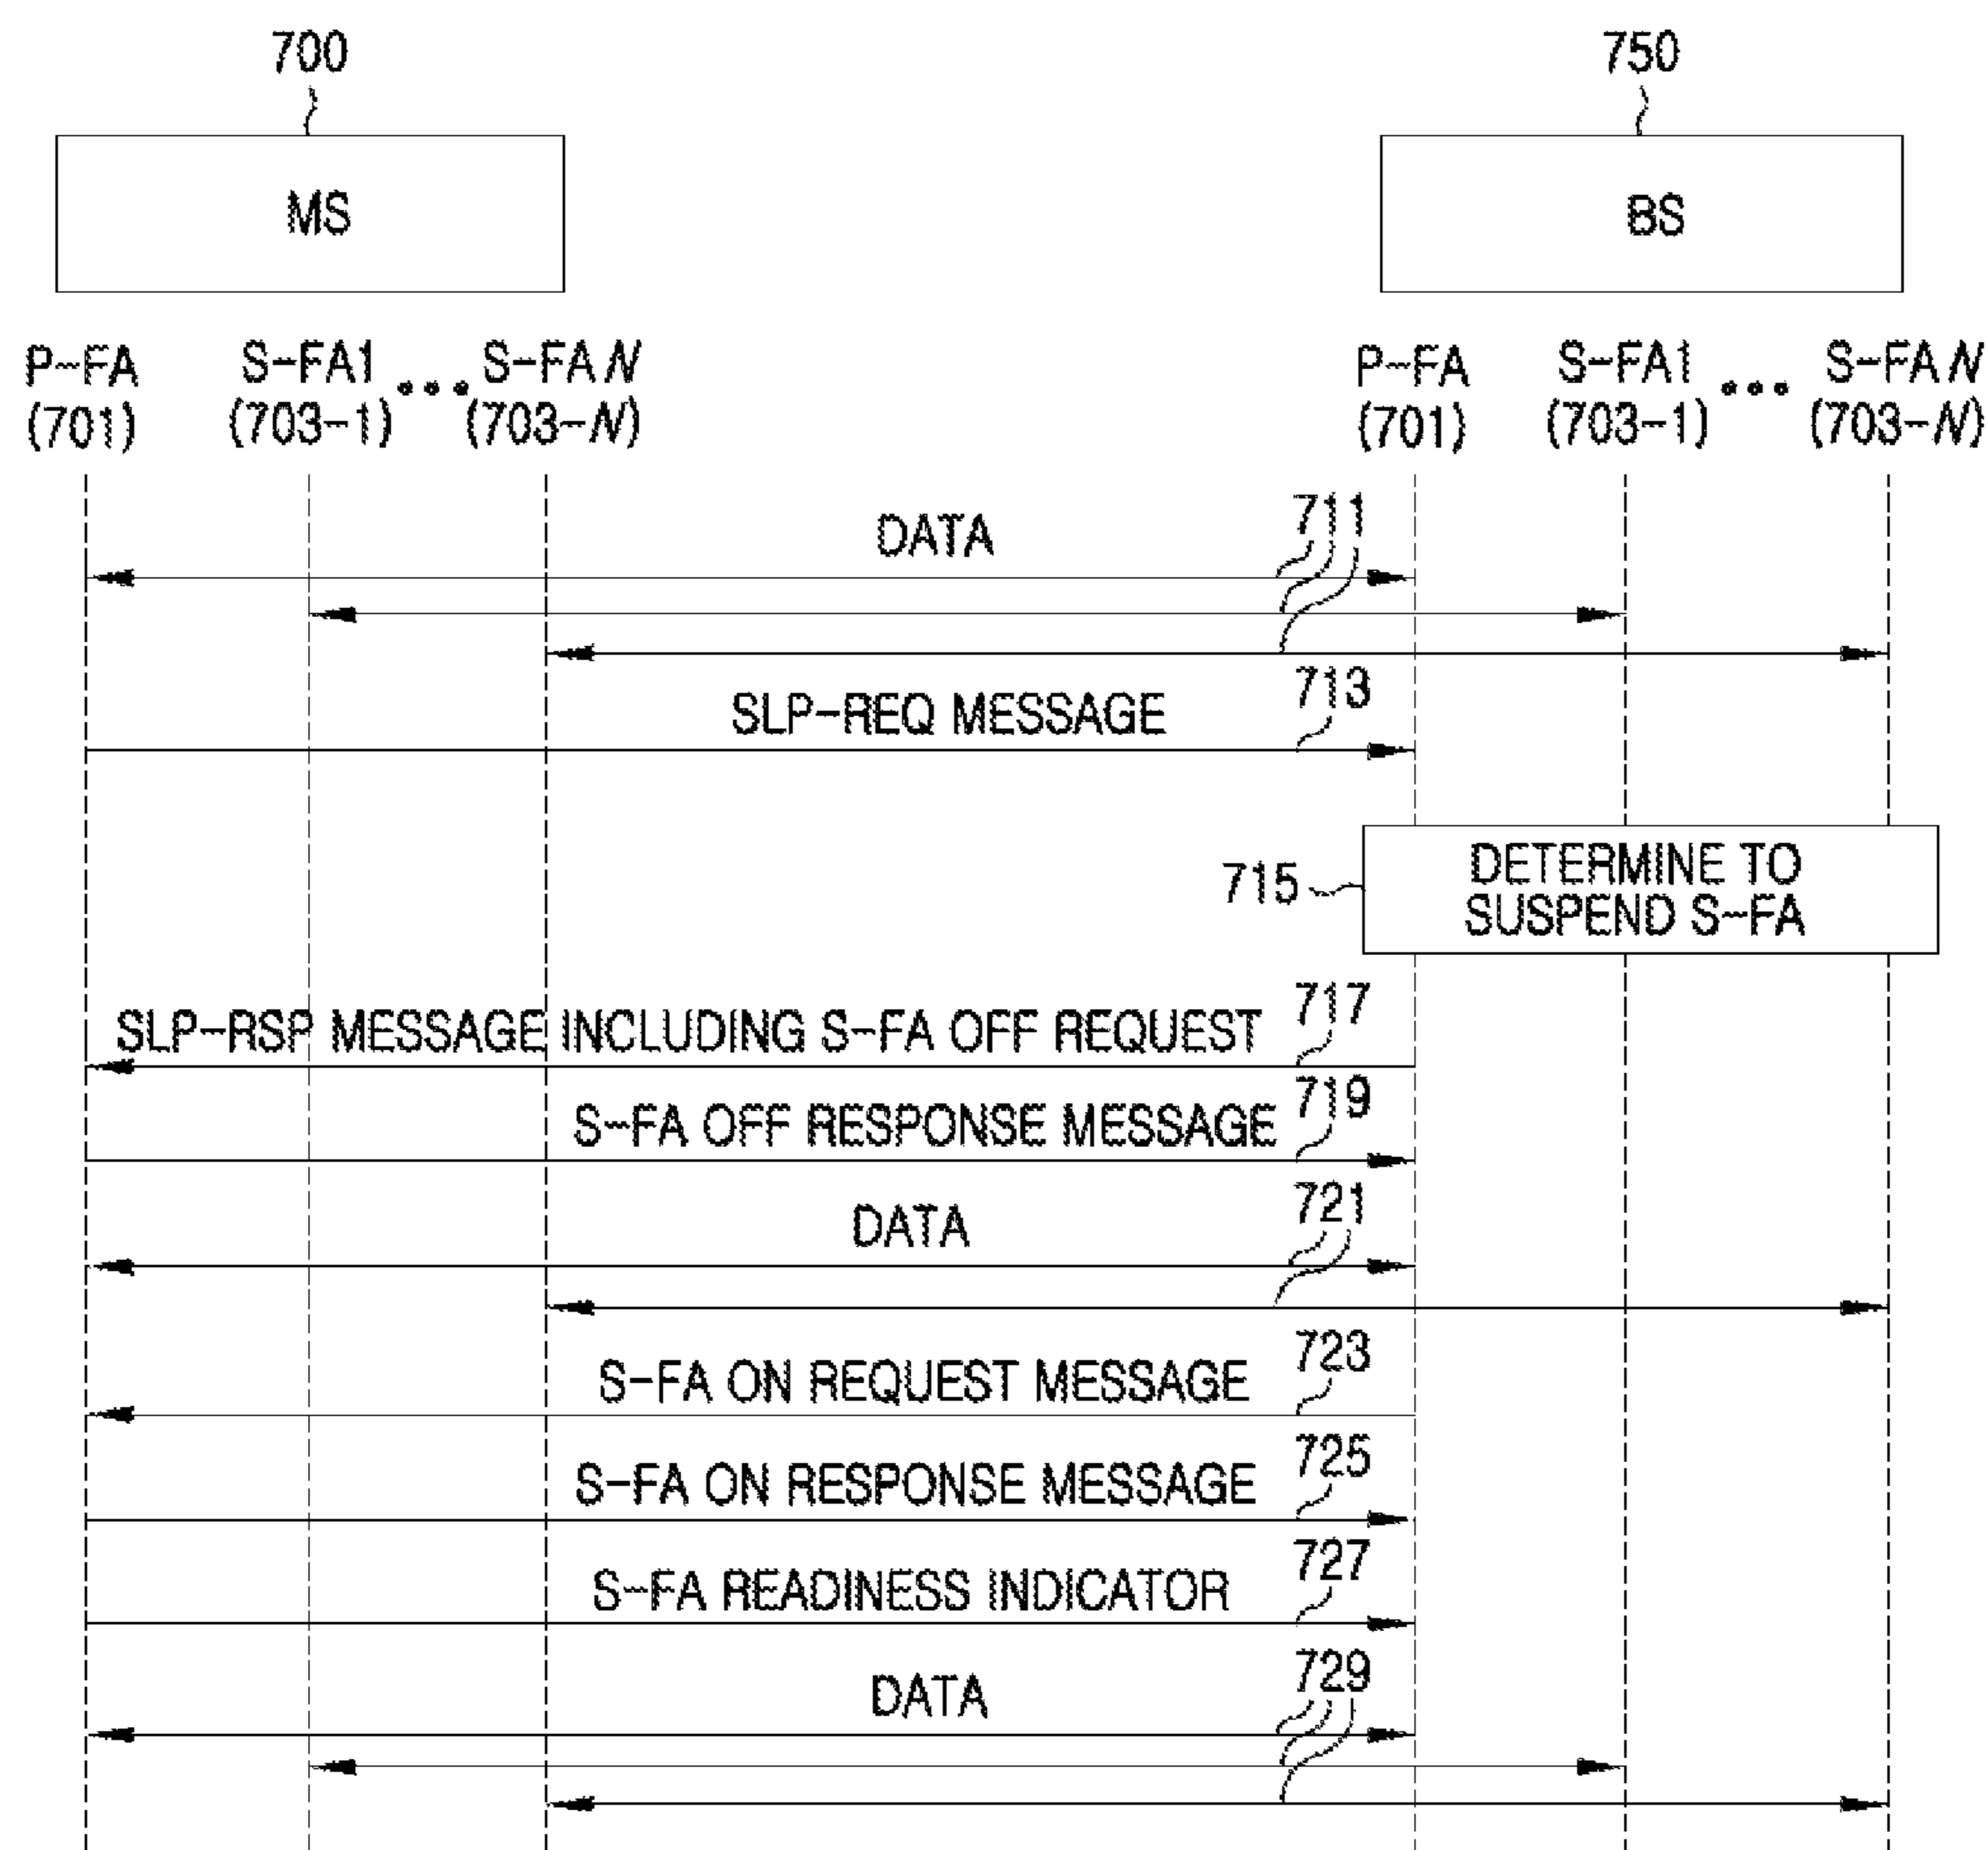 700
750
MS
BS
P-FA S-FA1 ••• S-FA N
(701) (703-1) (703-N)
P-FA S-FA1 ••• S-FA N
(701) (703-1) (703-N)
711
DATA
713
SLP-REQ MESSAGE
715
DETERMINE TO
SUSPEND S-FA
717
SLP-RSP MESSAGE INCLUDING S-FA OFF REQUEST
719
S-FA OFF RESPONSE MESSAGE
721
DATA
723
S-FA ON REQUEST MESSAGE
725
S-FA ON RESPONSE MESSAGE
727
S-FA READINESS INDICATOR
729
DATA